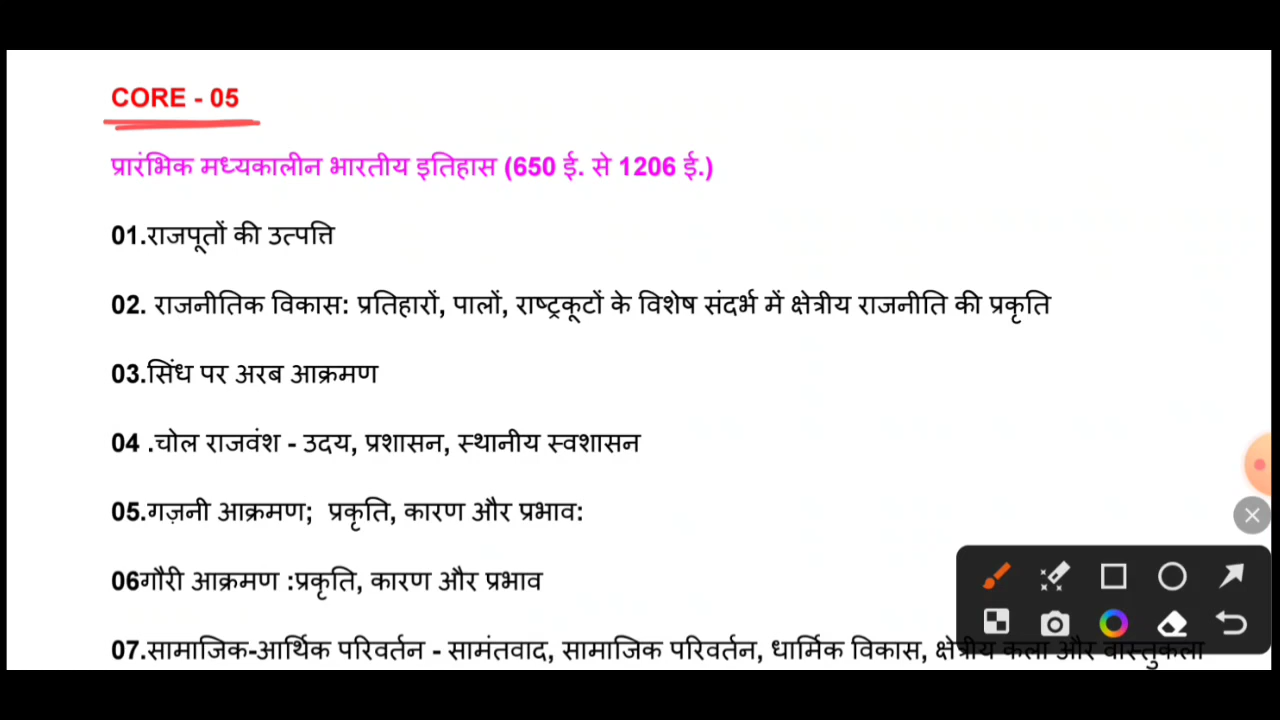 CORE - 05
प्रारंभिक मध्यकालीन भारतीय इतिहास (650 ई. से 1206 ई.)
01.राजपूतों की उत्पत्ति
02. राजनीतिक विकास: प्रतिहारों, पालों, राष्ट्रकूटों के विशेष संदर्भ में क्षेत्रीय राजनीति की प्रकृति
03.सिंध पर अरब आक्रमण
04 .चोल राजवंश - उदय, प्रशासन, स्थानीय स्वशासन
05.गज़नी आक्रमण; प्रकृति, कारण और प्रभाव:
06गौरी आक्रमण :प्रकृति, कारण और प्रभाव
07.सामाजिक-आर्थिक परिवर्तन - सामंतवाद, सामाजिक परिवर्तन, धार्मिक विकास, क्षेत्रीय कला और वास्तुकला